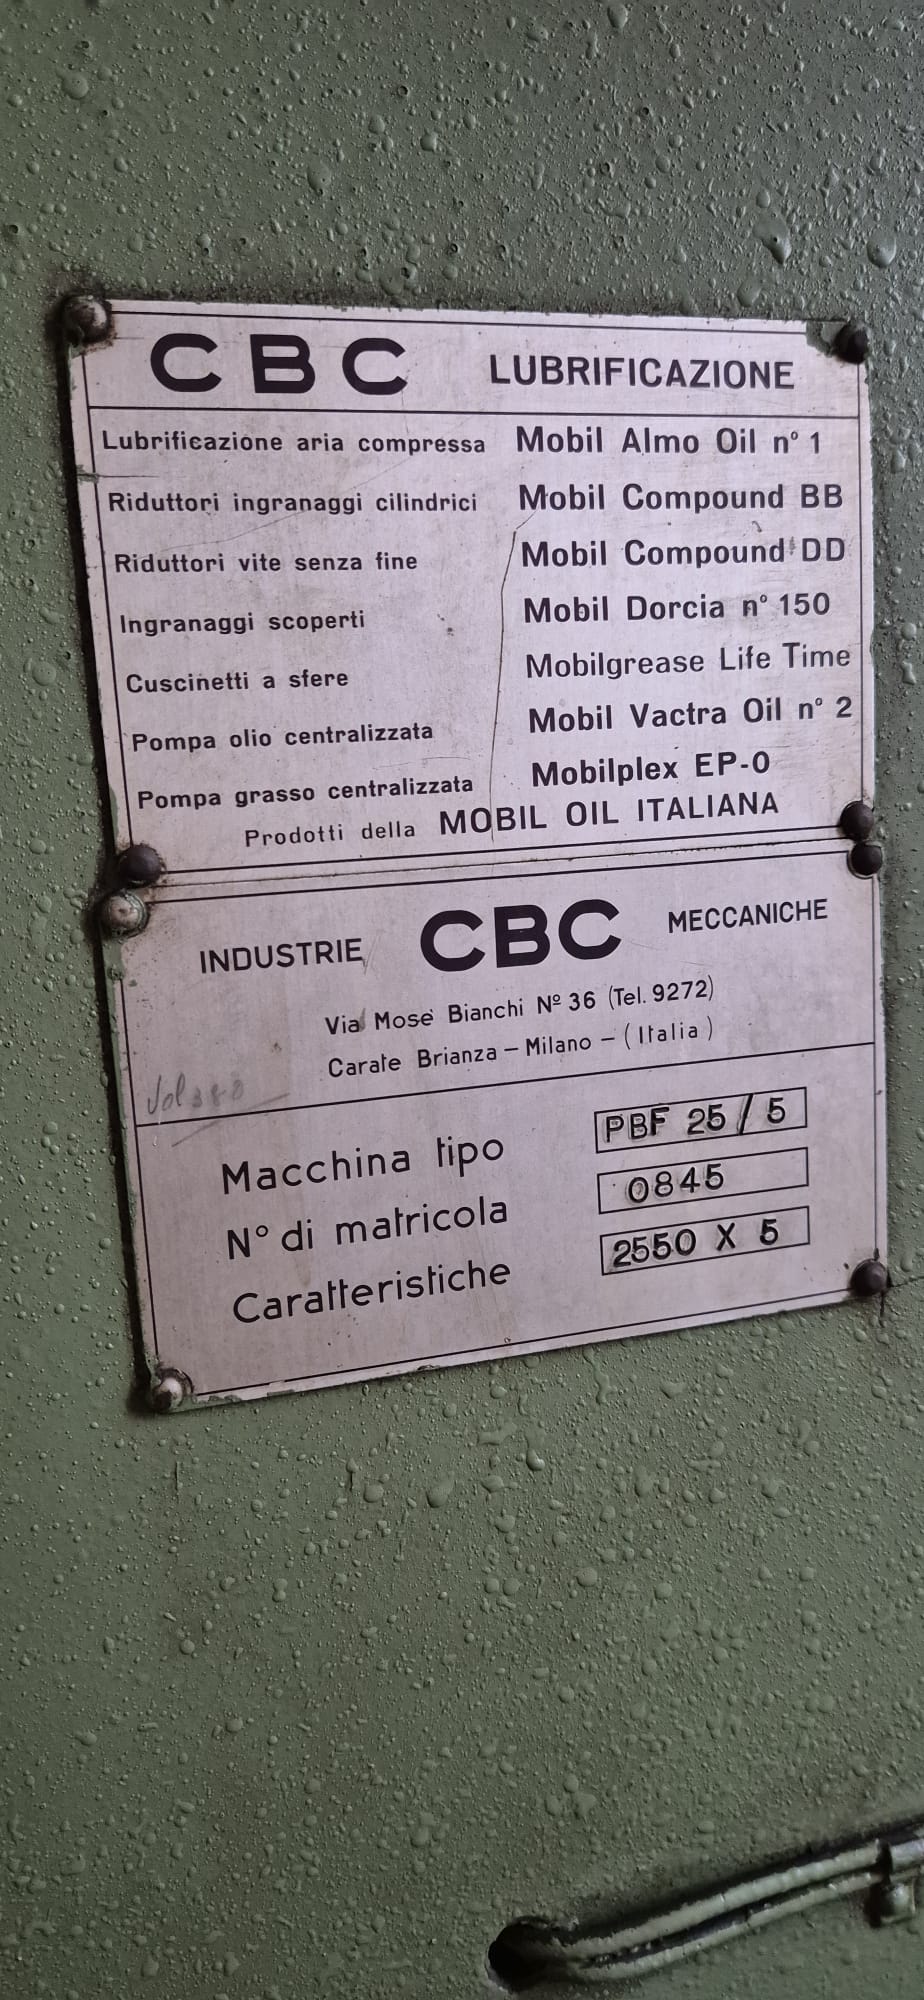 CBC LUBRIFICAZIONE
Lubrificazione aria compressa Mobil Almo Oil n° 1
Riduttori ingranaggi cilindrici Mobil Compound BB
Riduttori vite senza fine Mobil Compound DD
Ingranaggi scoperti Mobil Dorcia n° 150
Cuscinetti a sfere Mobilgrease Life Time
Pompa olio centralizzata Mobil Vactra Oil n° 2
Pompa grasso centralizzata Mobilplex EP-0
Prodotti della MOBIL OIL ITALIANA
INDUSTRIE CBC MECCANICHE
Via Mosè Bianchi Nº 36 (Tel. 9272)
Carate Brianza – Milano – (Italia)
Macchina tipo PBF 25/5
N° di matricola 0845
Caratteristiche 2550 X 5